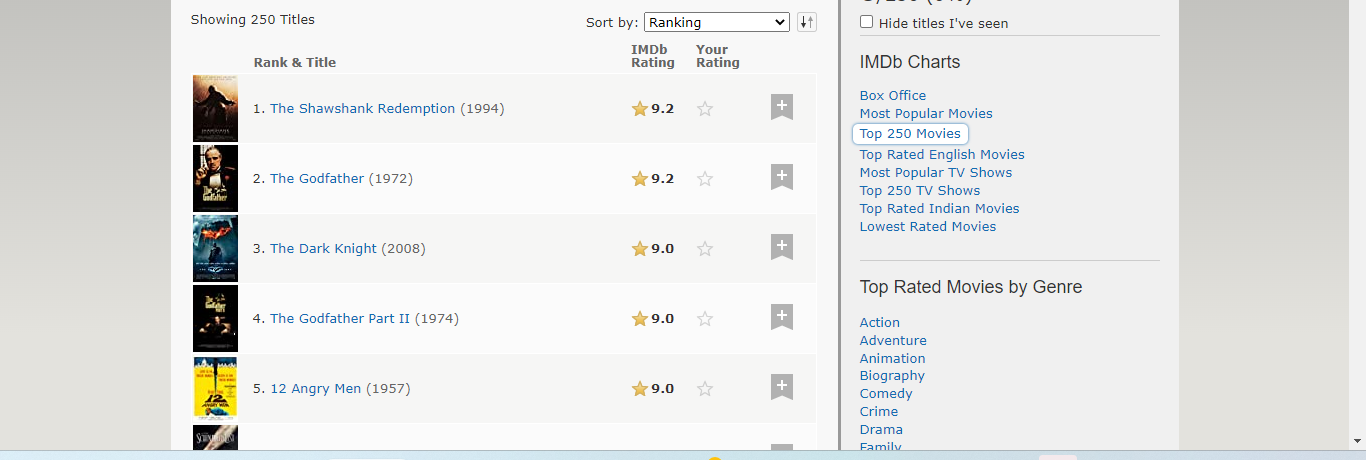 Showing 250 Titles
Sort by: Ranking
Rank & Title
IMDb Rating
Your Rating
1. The Shawshank Redemption (1994) 9.2
2. The Godfather (1972) 9.2
3. The Dark Knight (2008) 9.0
4. The Godfather Part II (1974) 9.0
5. 12 Angry Men (1957) 9.0
Hide titles I've seen
IMDb Charts
Box Office
Most Popular Movies
Top 250 Movies
Top Rated English Movies
Most Popular TV Shows
Top 250 TV Shows
Top Rated Indian Movies
Lowest Rated Movies
Top Rated Movies by Genre
Action
Adventure
Animation
Biography
Comedy
Crime
Drama
Family